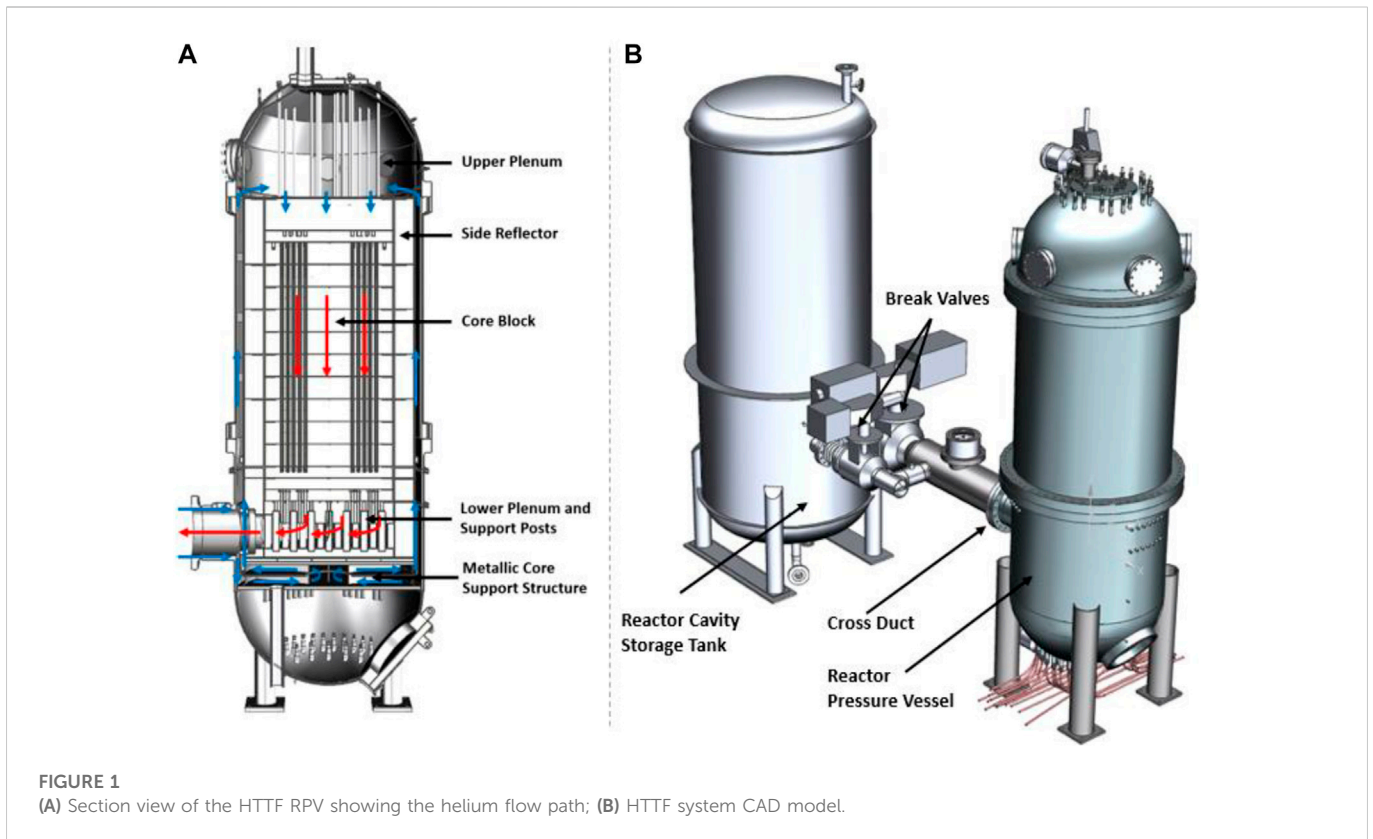 A
Upper Plenum
Side Reflector
Core Block
Lower Plenum and
Support Posts
Metallic Core
Support Structure
B
Break Valves
Reactor Cavity
Storage Tank
Cross Duct
Reactor
Pressure Vessel
FIGURE 1
(A) Section view of the HTTF RPV showing the helium flow path; (B) HTTF system CAD model.